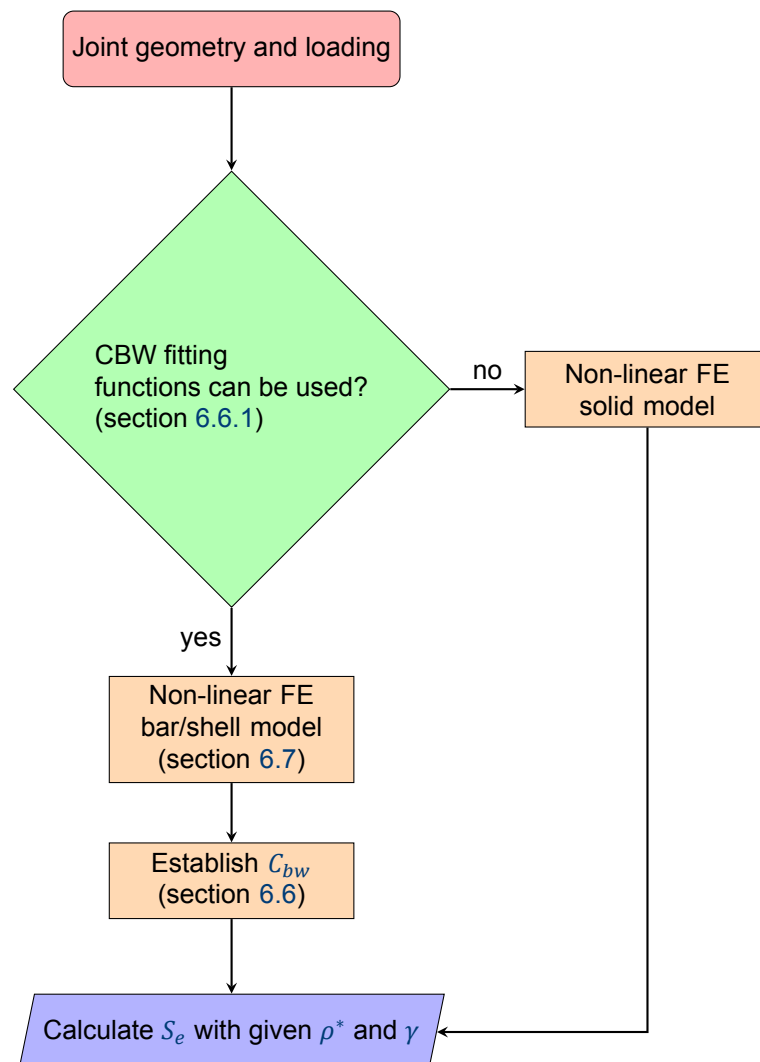 Joint geometry and loading
CBW fitting
functions can be used?
(section 6.6.1)
no
Non-linear FE
solid model
yes
Non-linear FE
bar/shell model
(section 6.7)
Establish C_{bw}
(section 6.6)
Calculate S_e with given ρ* and γ